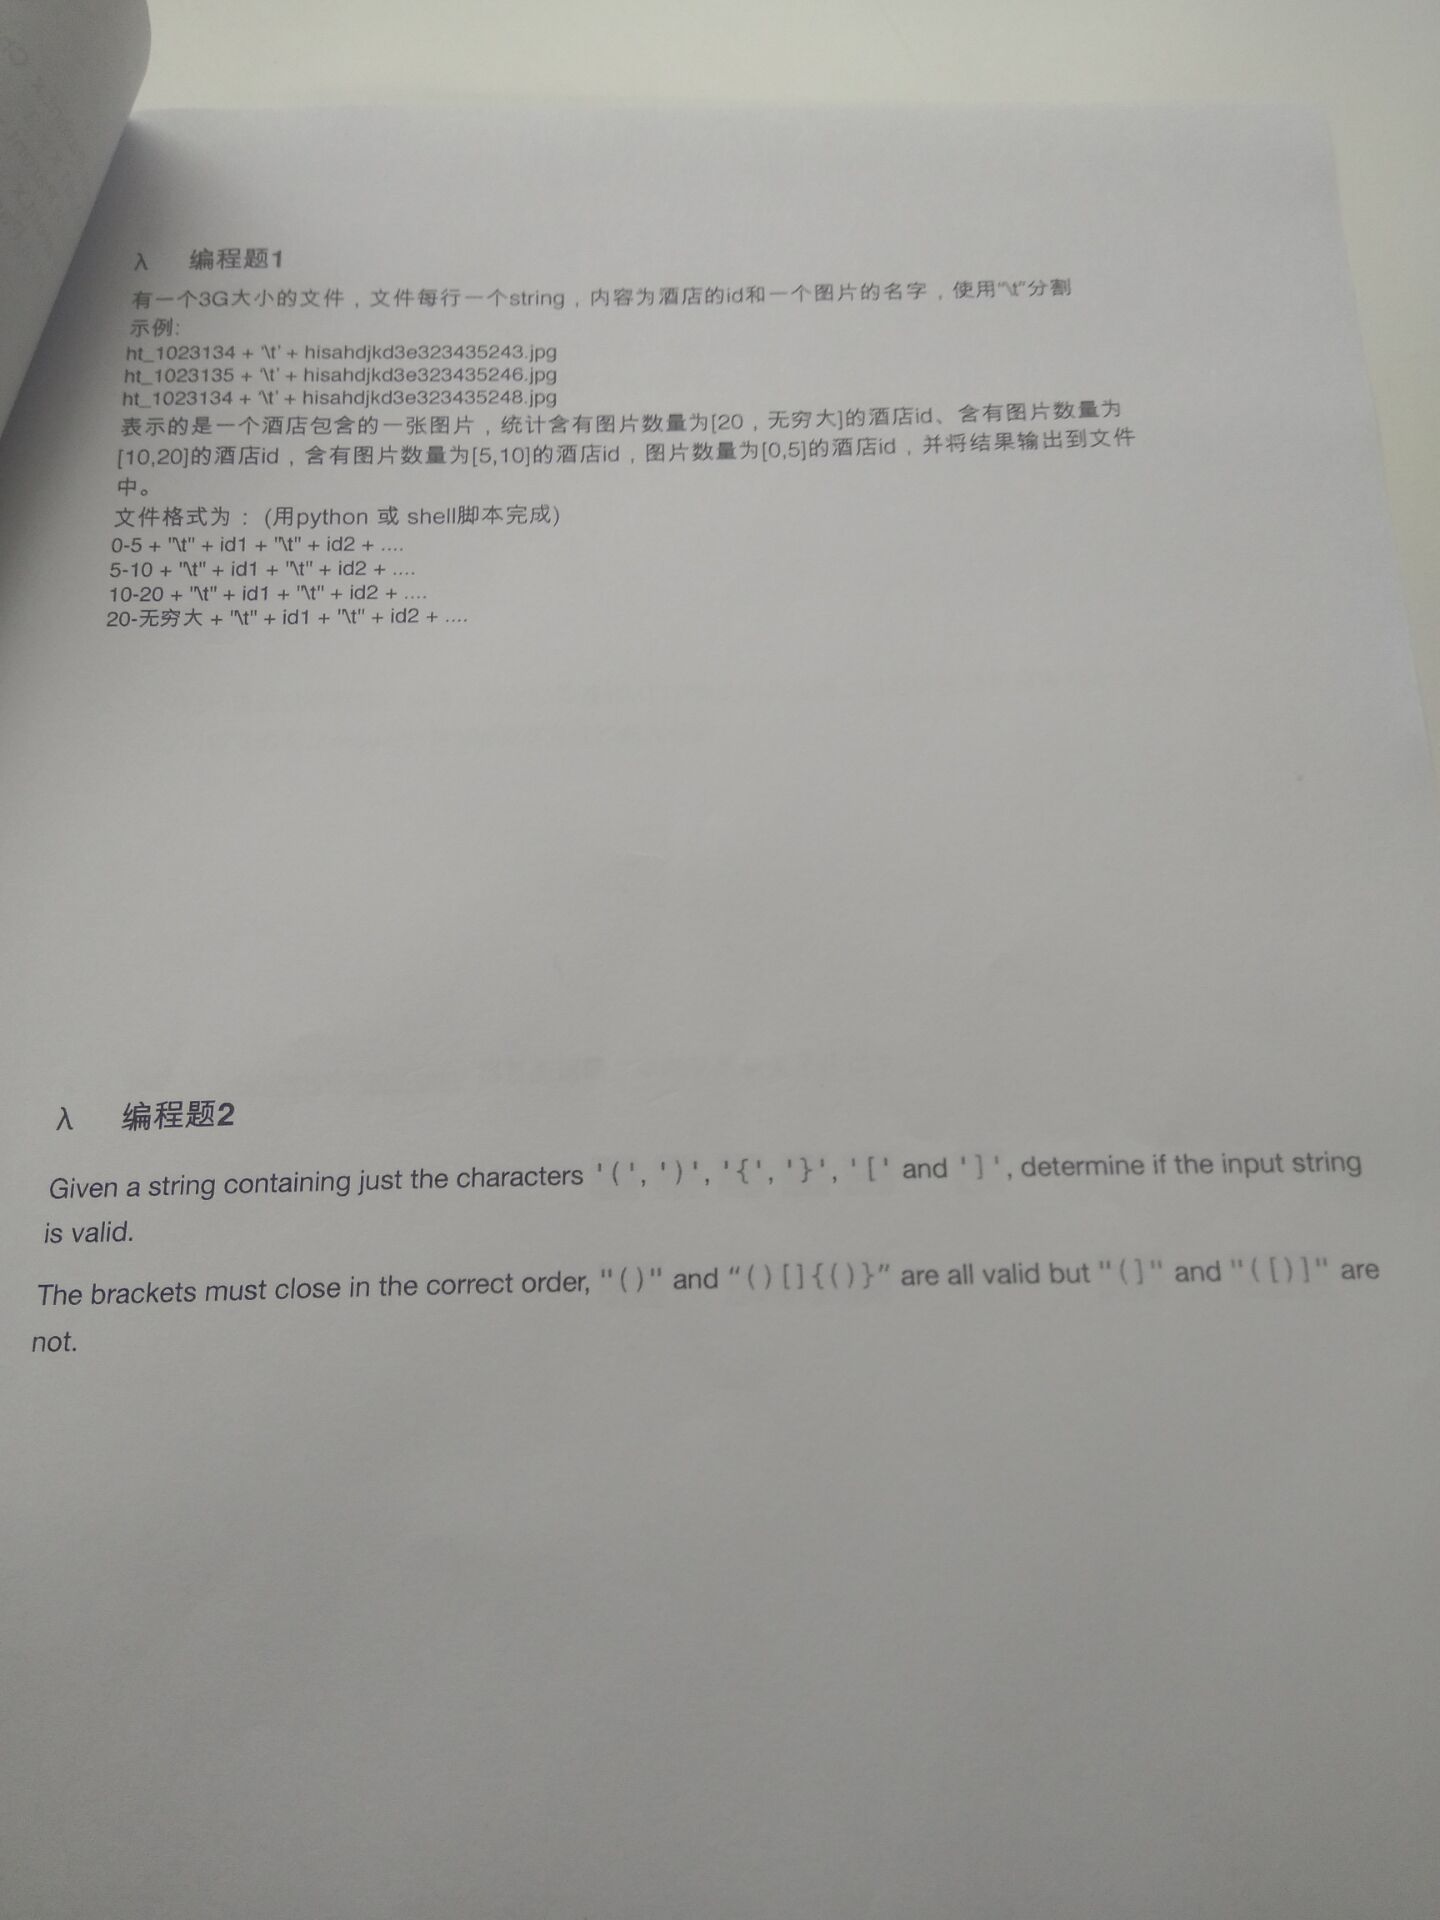 λ 编程题1
有一个3G大小的文件，文件每行一个string，内容为酒店的id和一个图片的名字，使用“\t”分割
示例:
ht_1023134 + '\t' + hisahdjkd3e323435243.jpg
ht_1023135 + '\t' + hisahdjkd3e323435246.jpg
ht_1023134 + '\t' + hisahdjkd3e323435248.jpg
表示的是一个酒店包含的一张图片，统计含有图片数量为[20，无穷大]的酒店id、含有图片数量为
[10,20]的酒店id，含有图片数量为[5,10]的酒店id，图片数量为[0,5]的酒店id，并将结果输出到文件
中。
文件格式为： (用python 或 shell脚本完成)
0-5 + "\t" + id1 + "\t" + id2 + ....
5-10 + "\t" + id1 + "\t" + id2 + ....
10-20 + "\t" + id1 + "\t" + id2 + ....
20-无穷大 + "\t" + id1 + "\t" + id2 + ....
λ 编程题2
Given a string containing just the characters '(', ')', '{', '}', '[' and ']', determine if the input string
is valid.
The brackets must close in the correct order, "()" and “()[]{()}” are all valid but "(]" and "([)]" are
not.